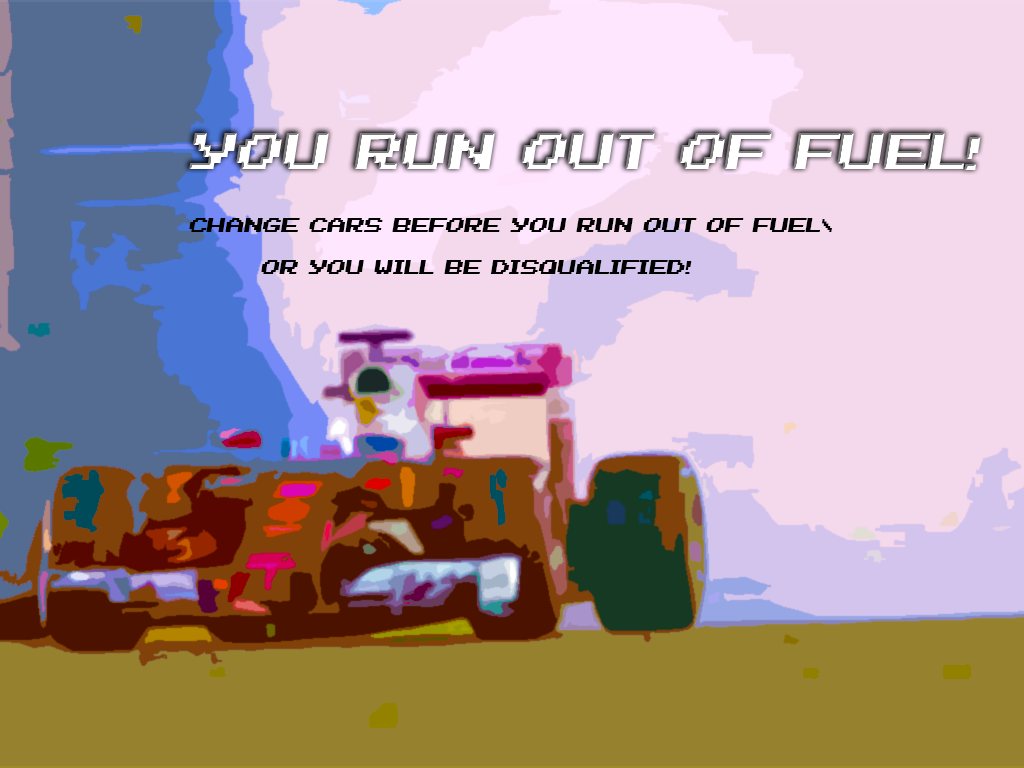 YOU RUN OUT OF FUEL!
CHANGE CARS BEFORE YOU RUN OUT OF FUEL\
OR YOU WILL BE DISQUALIFIED!